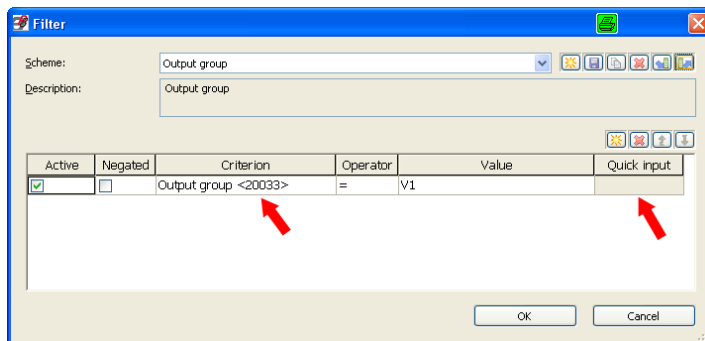 Filter
Scheme: Output group
Description: Output group
Active Negated Criterion Operator Value Quick input
Output group <20033> = V1
OK Cancel